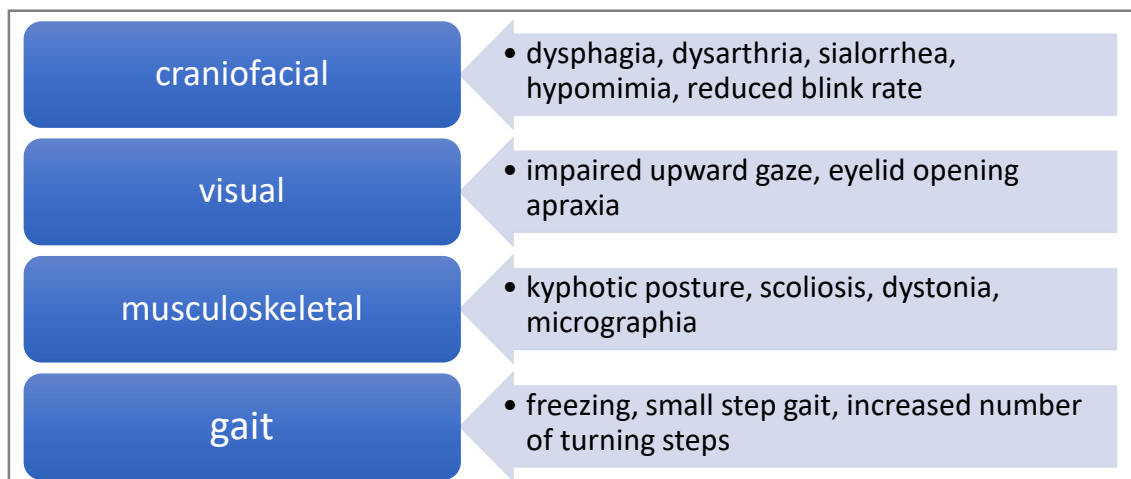 craniofacial
• dysphagia, dysarthria, sialorrhea,
hypomimia, reduced blink rate
visual
• impaired upward gaze, eyelid opening
apraxia
musculoskeletal
• kyphotic posture, scoliosis, dystonia,
micrographia
gait
• freezing, small step gait, increased number
of turning steps